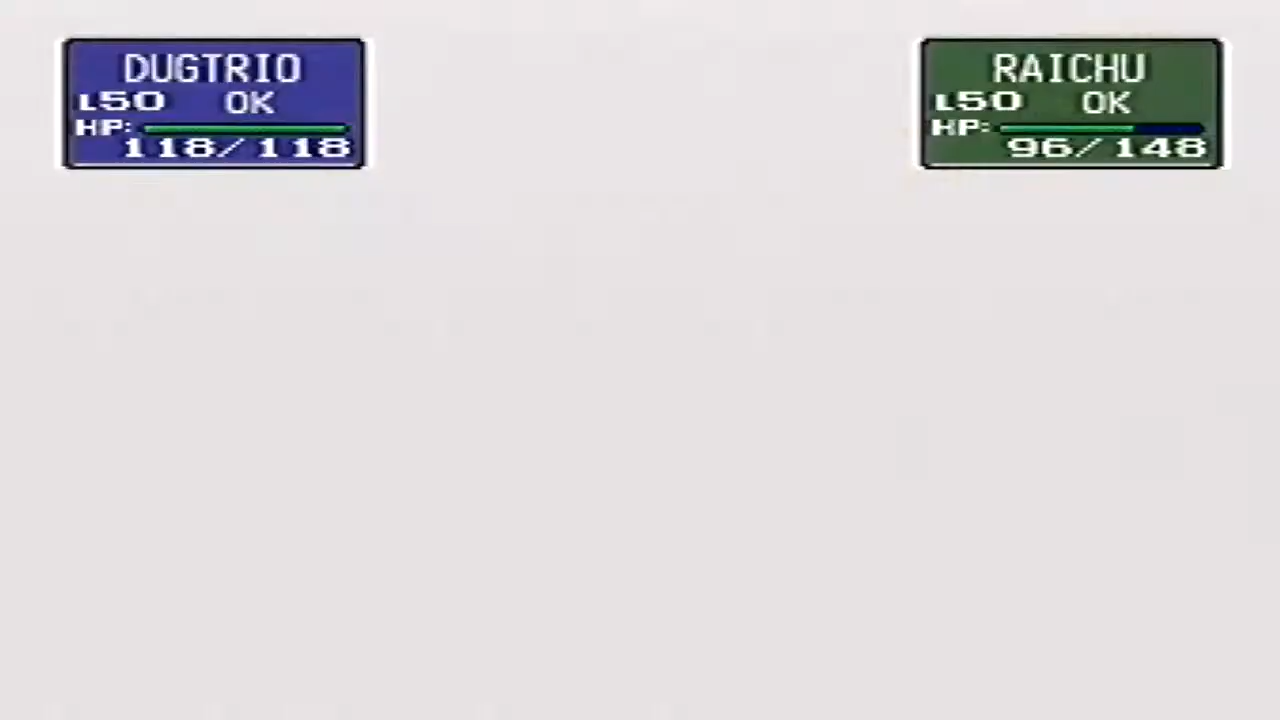 DUGTRIO
L50 OK
HP:
118/118
RAICHU
L50 OK
HP:
96/148